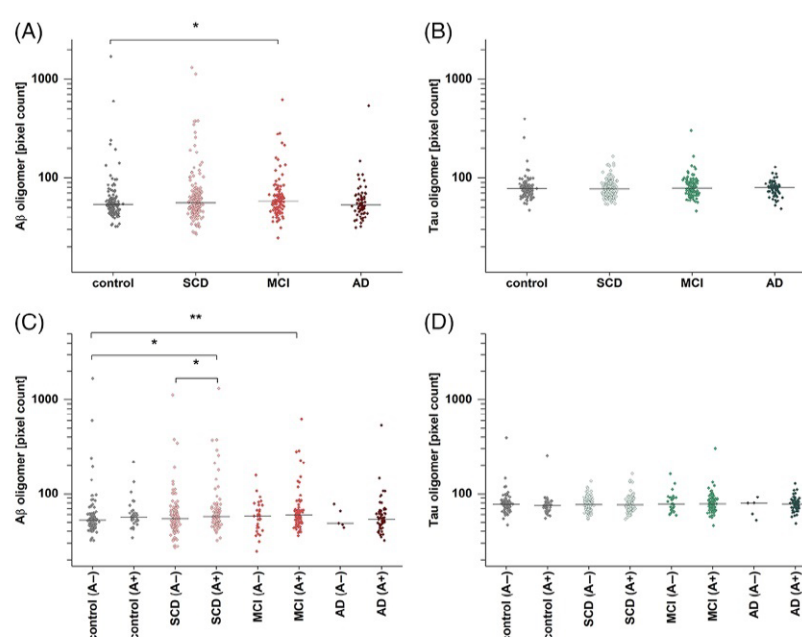 (A)
*
Aβ oligomer [pixel count]
1000
100
control SCD MCI AD
(B)
Tau oligomer [pixel count]
1000
100
control SCD MCI AD
(C)
**
*
*
Aβ oligomer [pixel count]
1000
100
control (A−) control (A+) SCD (A−) SCD (A+) MCI (A−) MCI (A+) AD (A−) AD (A+)
(D)
Tau oligomer [pixel count]
1000
100
control (A−) control (A+) SCD (A−) SCD (A+) MCI (A−) MCI (A+) AD (A−) AD (A+)